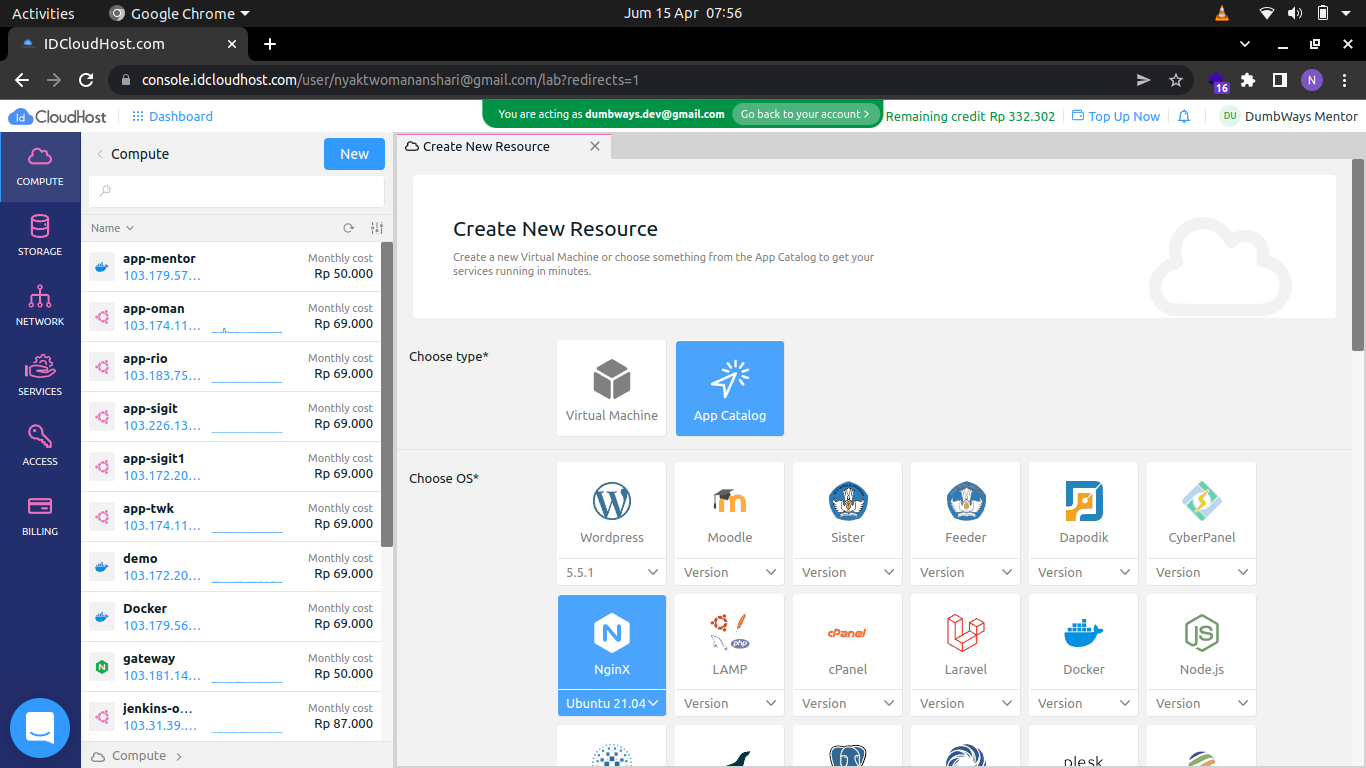 Activities
Google Chrome
Jum 15 Apr 07:56
IDCloudHost.com
console.idcloudhost.com/user/nyaktwomananshari@gmail.com/lab?redirects=1
16
N
Id CloudHost
Dashboard
You are acting as dumbways.dev@gmail.com
Go back to your account >
Remaining credit Rp 332.302
Top Up Now
DU
DumbWays Mentor
COMPUTE
STORAGE
NETWORK
SERVICES
ACCESS
BILLING
Compute
New
Name
app-mentor
103.179.57...
Monthly cost
Rp 50.000
app-oman
103.174.11...
Monthly cost
Rp 69.000
app-rio
103.183.75...
Monthly cost
Rp 69.000
app-sigit
103.226.13...
Monthly cost
Rp 69.000
app-sigit1
103.172.20...
Monthly cost
Rp 69.000
app-twk
103.174.11...
Monthly cost
Rp 69.000
demo
103.172.20...
Monthly cost
Rp 69.000
Docker
103.179.56...
Monthly cost
Rp 69.000
gateway
103.181.14...
Monthly cost
Rp 50.000
jenkins-o...
103.31.39....
Monthly cost
Rp 87.000
Compute
Create New Resource
Create New Resource
Create a new Virtual Machine or choose something from the App Catalog to get your
services running in minutes.
Choose type*
Virtual Machine
App Catalog
Choose OS*
Wordpress
5.5.1
m
Moodle
Version
Sister
Version
Feeder
Version
Dapodik
Version
CyberPanel
Version
N
NginX
Ubuntu 21.04
php
LAMP
Version
cPanel
cPanel
Version
Laravel
Version
Docker
Version
JS
Node.js
Version
plesk